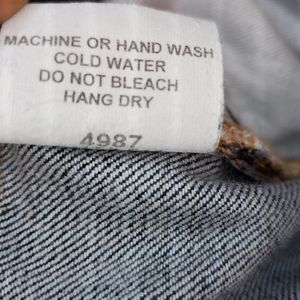 MACHINE OR HAND WASH
COLD WATER
DO NOT BLEACH
HANG DRY
4987